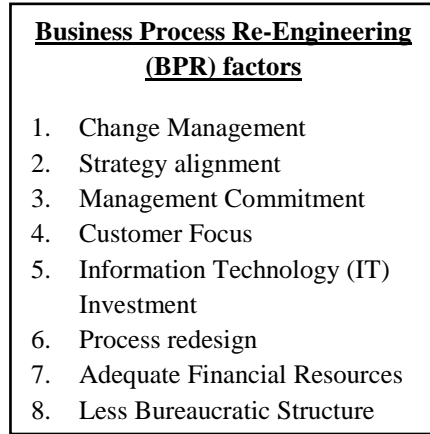 Business Process Re-Engineering
(BPR) factors
1. Change Management
2. Strategy alignment
3. Management Commitment
4. Customer Focus
5. Information Technology (IT)
Investment
6. Process redesign
7. Adequate Financial Resources
8. Less Bureaucratic Structure